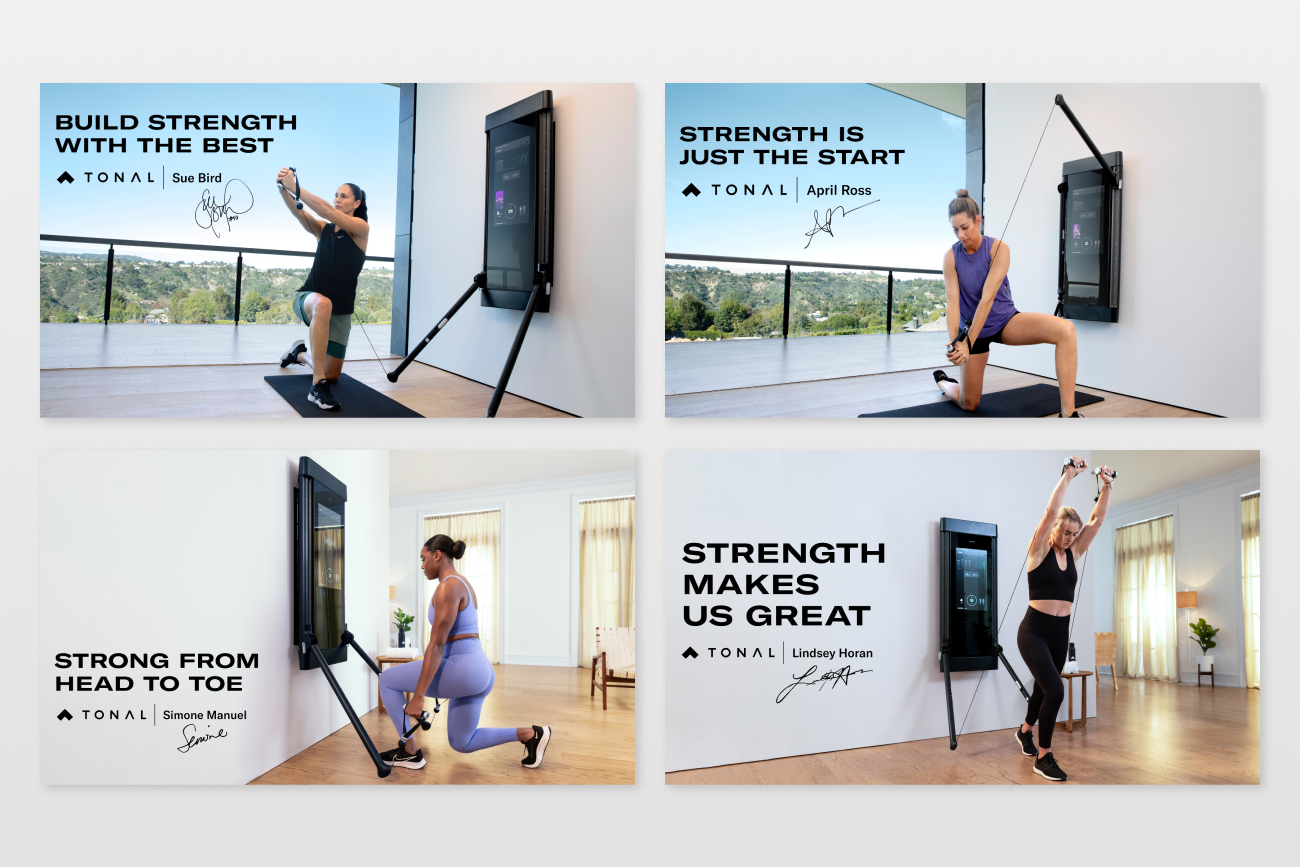 BUILD STRENGTH
WITH THE BEST
TONAL | Sue Bird
STRENGTH IS
JUST THE START
TONAL | April Ross
STRONG FROM
HEAD TO TOE
TONAL | Simone Manuel
Simone
STRENGTH
MAKES
US GREAT
TONAL | Lindsey Horan